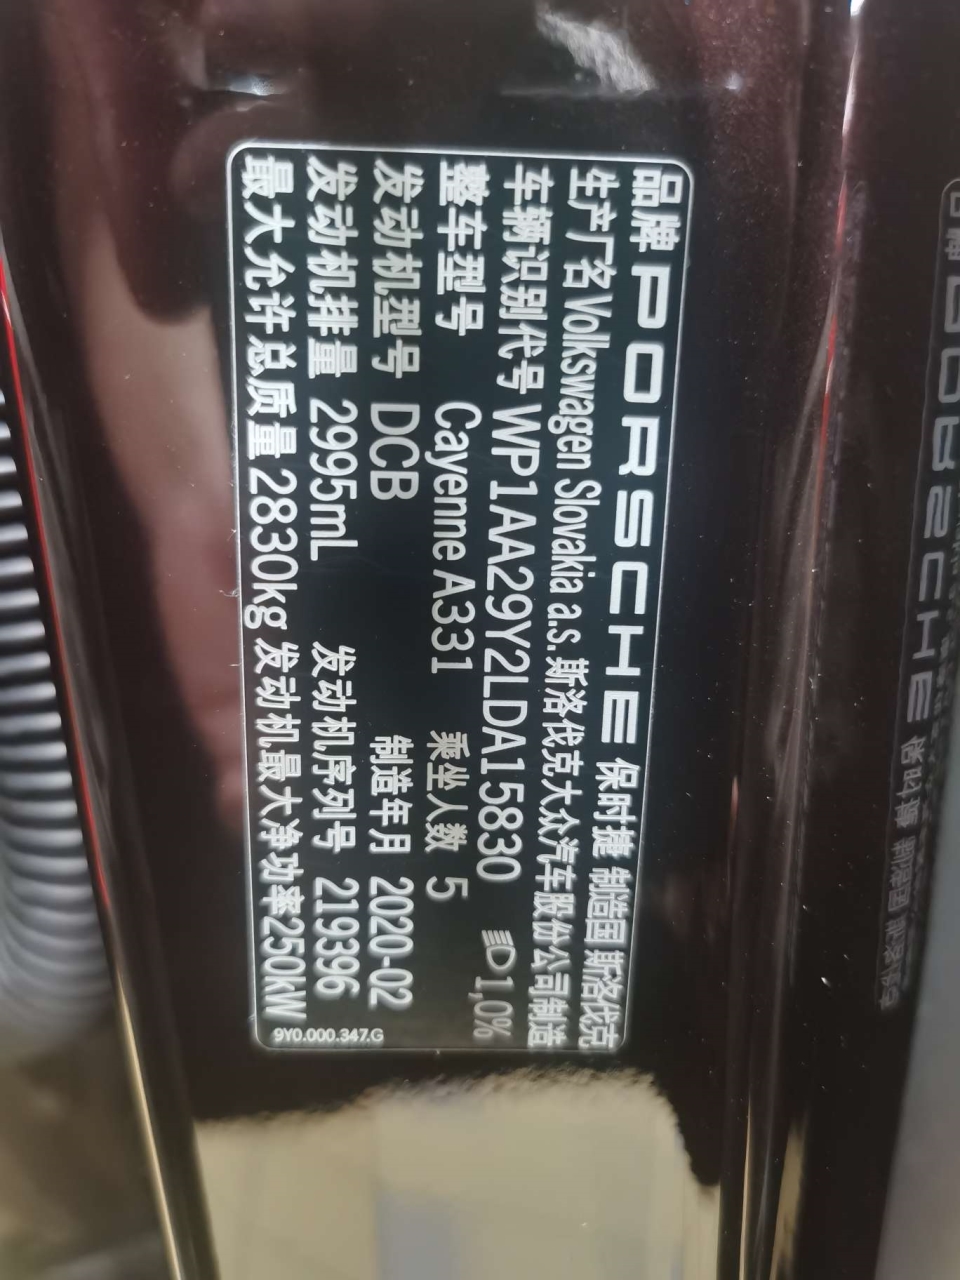 品牌 PORSCHE 保时捷 制造国 斯洛伐克
生产厂名 Volkswagen Slovakia a.s. 斯洛伐克大众汽车股份公司制造
车辆识别代号 WP1AA29Y2LDA15830 1,0%
整车型号 Cayenne A331 乘坐人数 5
发动机型号 DCB 制造年月 2020-02
发动机排量 2995mL 发动机序列号 219396
最大允许总质量 2830kg 发动机最大净功率250kW
9Y0.000.347.G